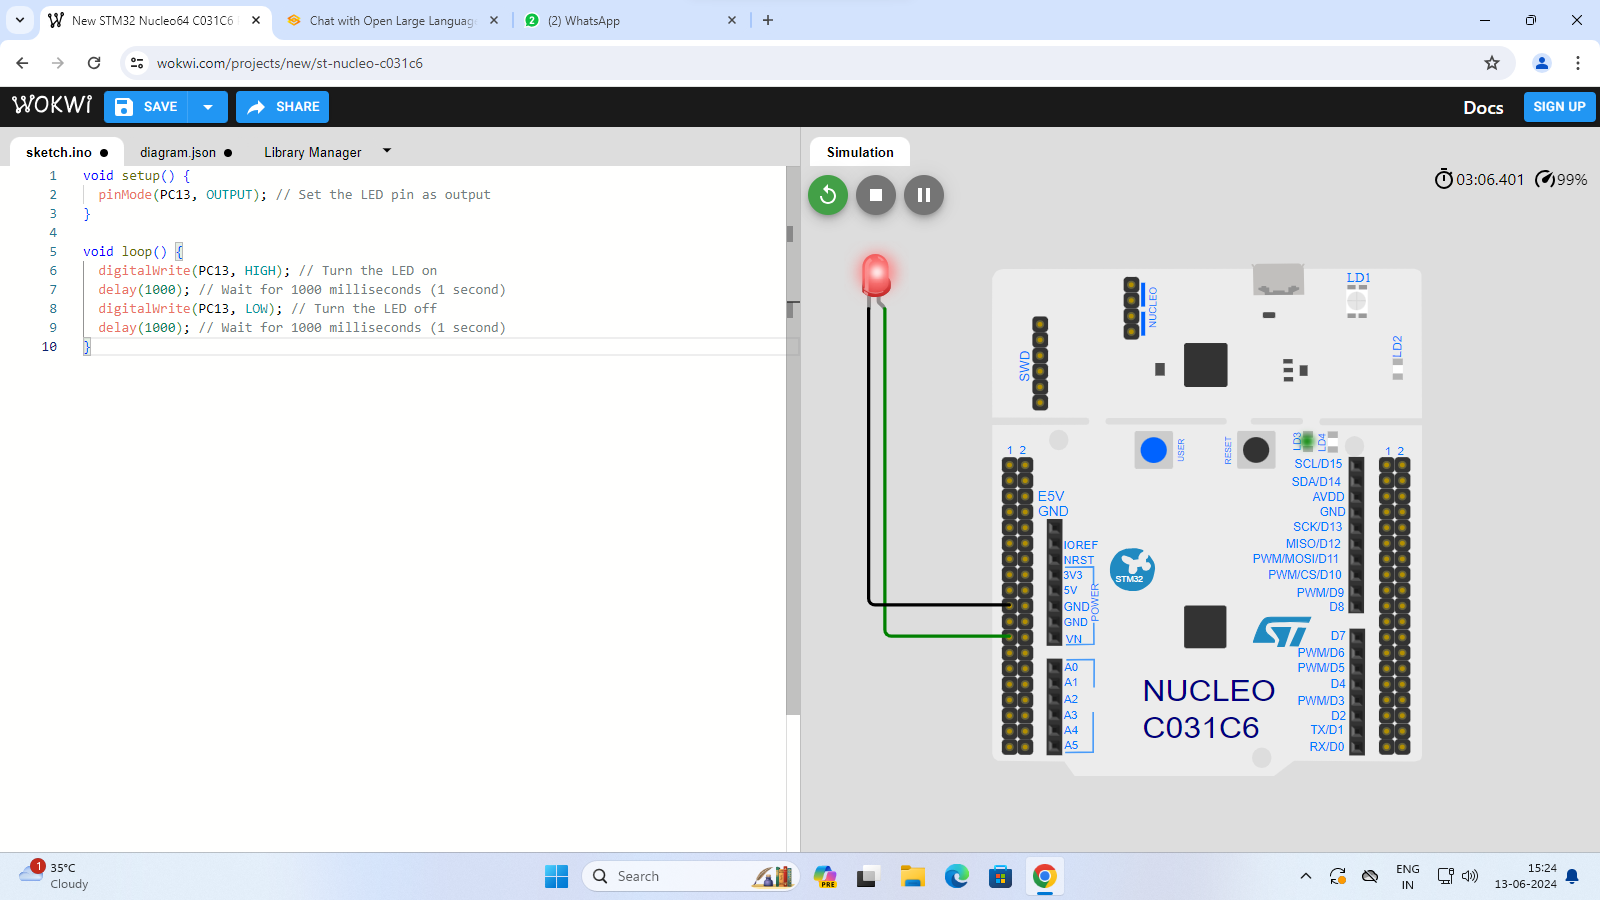 New STM32 Nucleo64 C031C6
Chat with Open Large Language
2 (2) WhatsApp
wokwi.com/projects/new/st-nucleo-c031c6
WOKWI SAVE SHARE Docs SIGN UP
sketch.ino diagram.json Library Manager
Simulation
03:06.401 99%
1 void setup() {
2 pinMode(PC13, OUTPUT); // Set the LED pin as output
3 }
4
5 void loop() {
6 digitalWrite(PC13, HIGH); // Turn the LED on
7 delay(1000); // Wait for 1000 milliseconds (1 second)
8 digitalWrite(PC13, LOW); // Turn the LED off
9 delay(1000); // Wait for 1000 milliseconds (1 second)
10 }
LD1
NUCLEO
LD2
SWD
USER
RESET
LD3
LD4
1 2
1 2
E5V
GND
IOREF
NRST
3V3
5V
GND
GND
VN
POWER
A0
A1
A2
A3
A4
A5
STM32
ST
NUCLEO
C031C6
SCL/D15
SDA/D14
AVDD
GND
SCK/D13
MISO/D12
PWM/MOSI/D11
PWM/CS/D10
PWM/D9
D8
D7
PWM/D6
PWM/D5
D4
PWM/D3
D2
TX/D1
RX/D0
1 35°C
Cloudy
Search
PRE
ENG
IN
15:24
13-06-2024